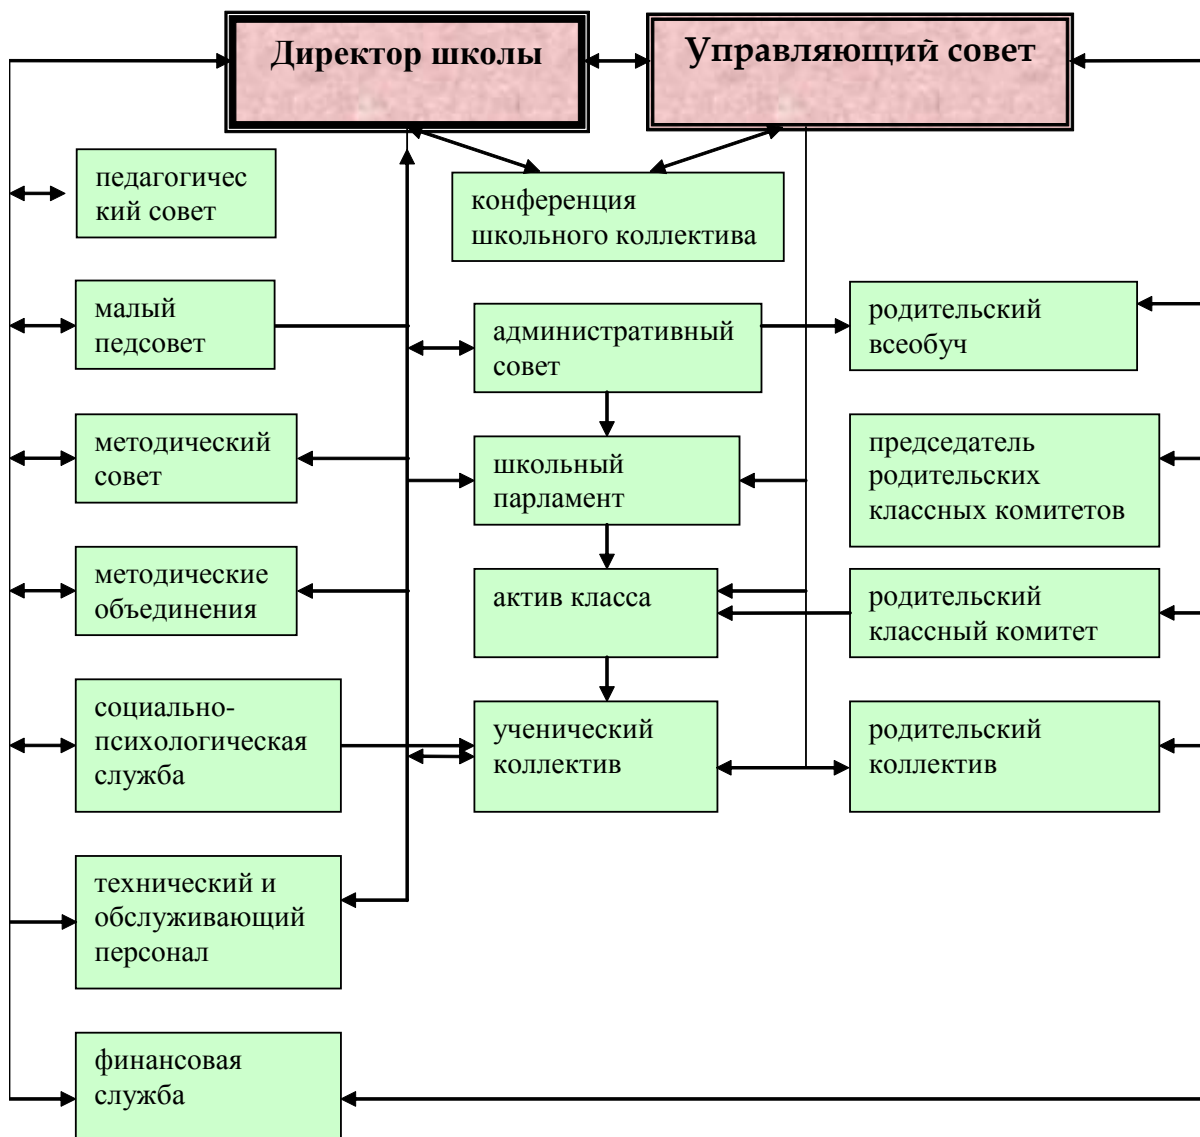 Директор школы
Управляющий совет
педагогичес
кий совет
конференция
школьного коллектива
малый
педсовет
административный
совет
родительский
всеобуч
методический
совет
школьный
парламент
председатель
родительских
классных комитетов
методические
объединения
актив класса
родительский
классный комитет
социально-
психологическая
служба
ученический
коллектив
родительский
коллектив
технический и
обслуживающий
персонал
финансовая
служба